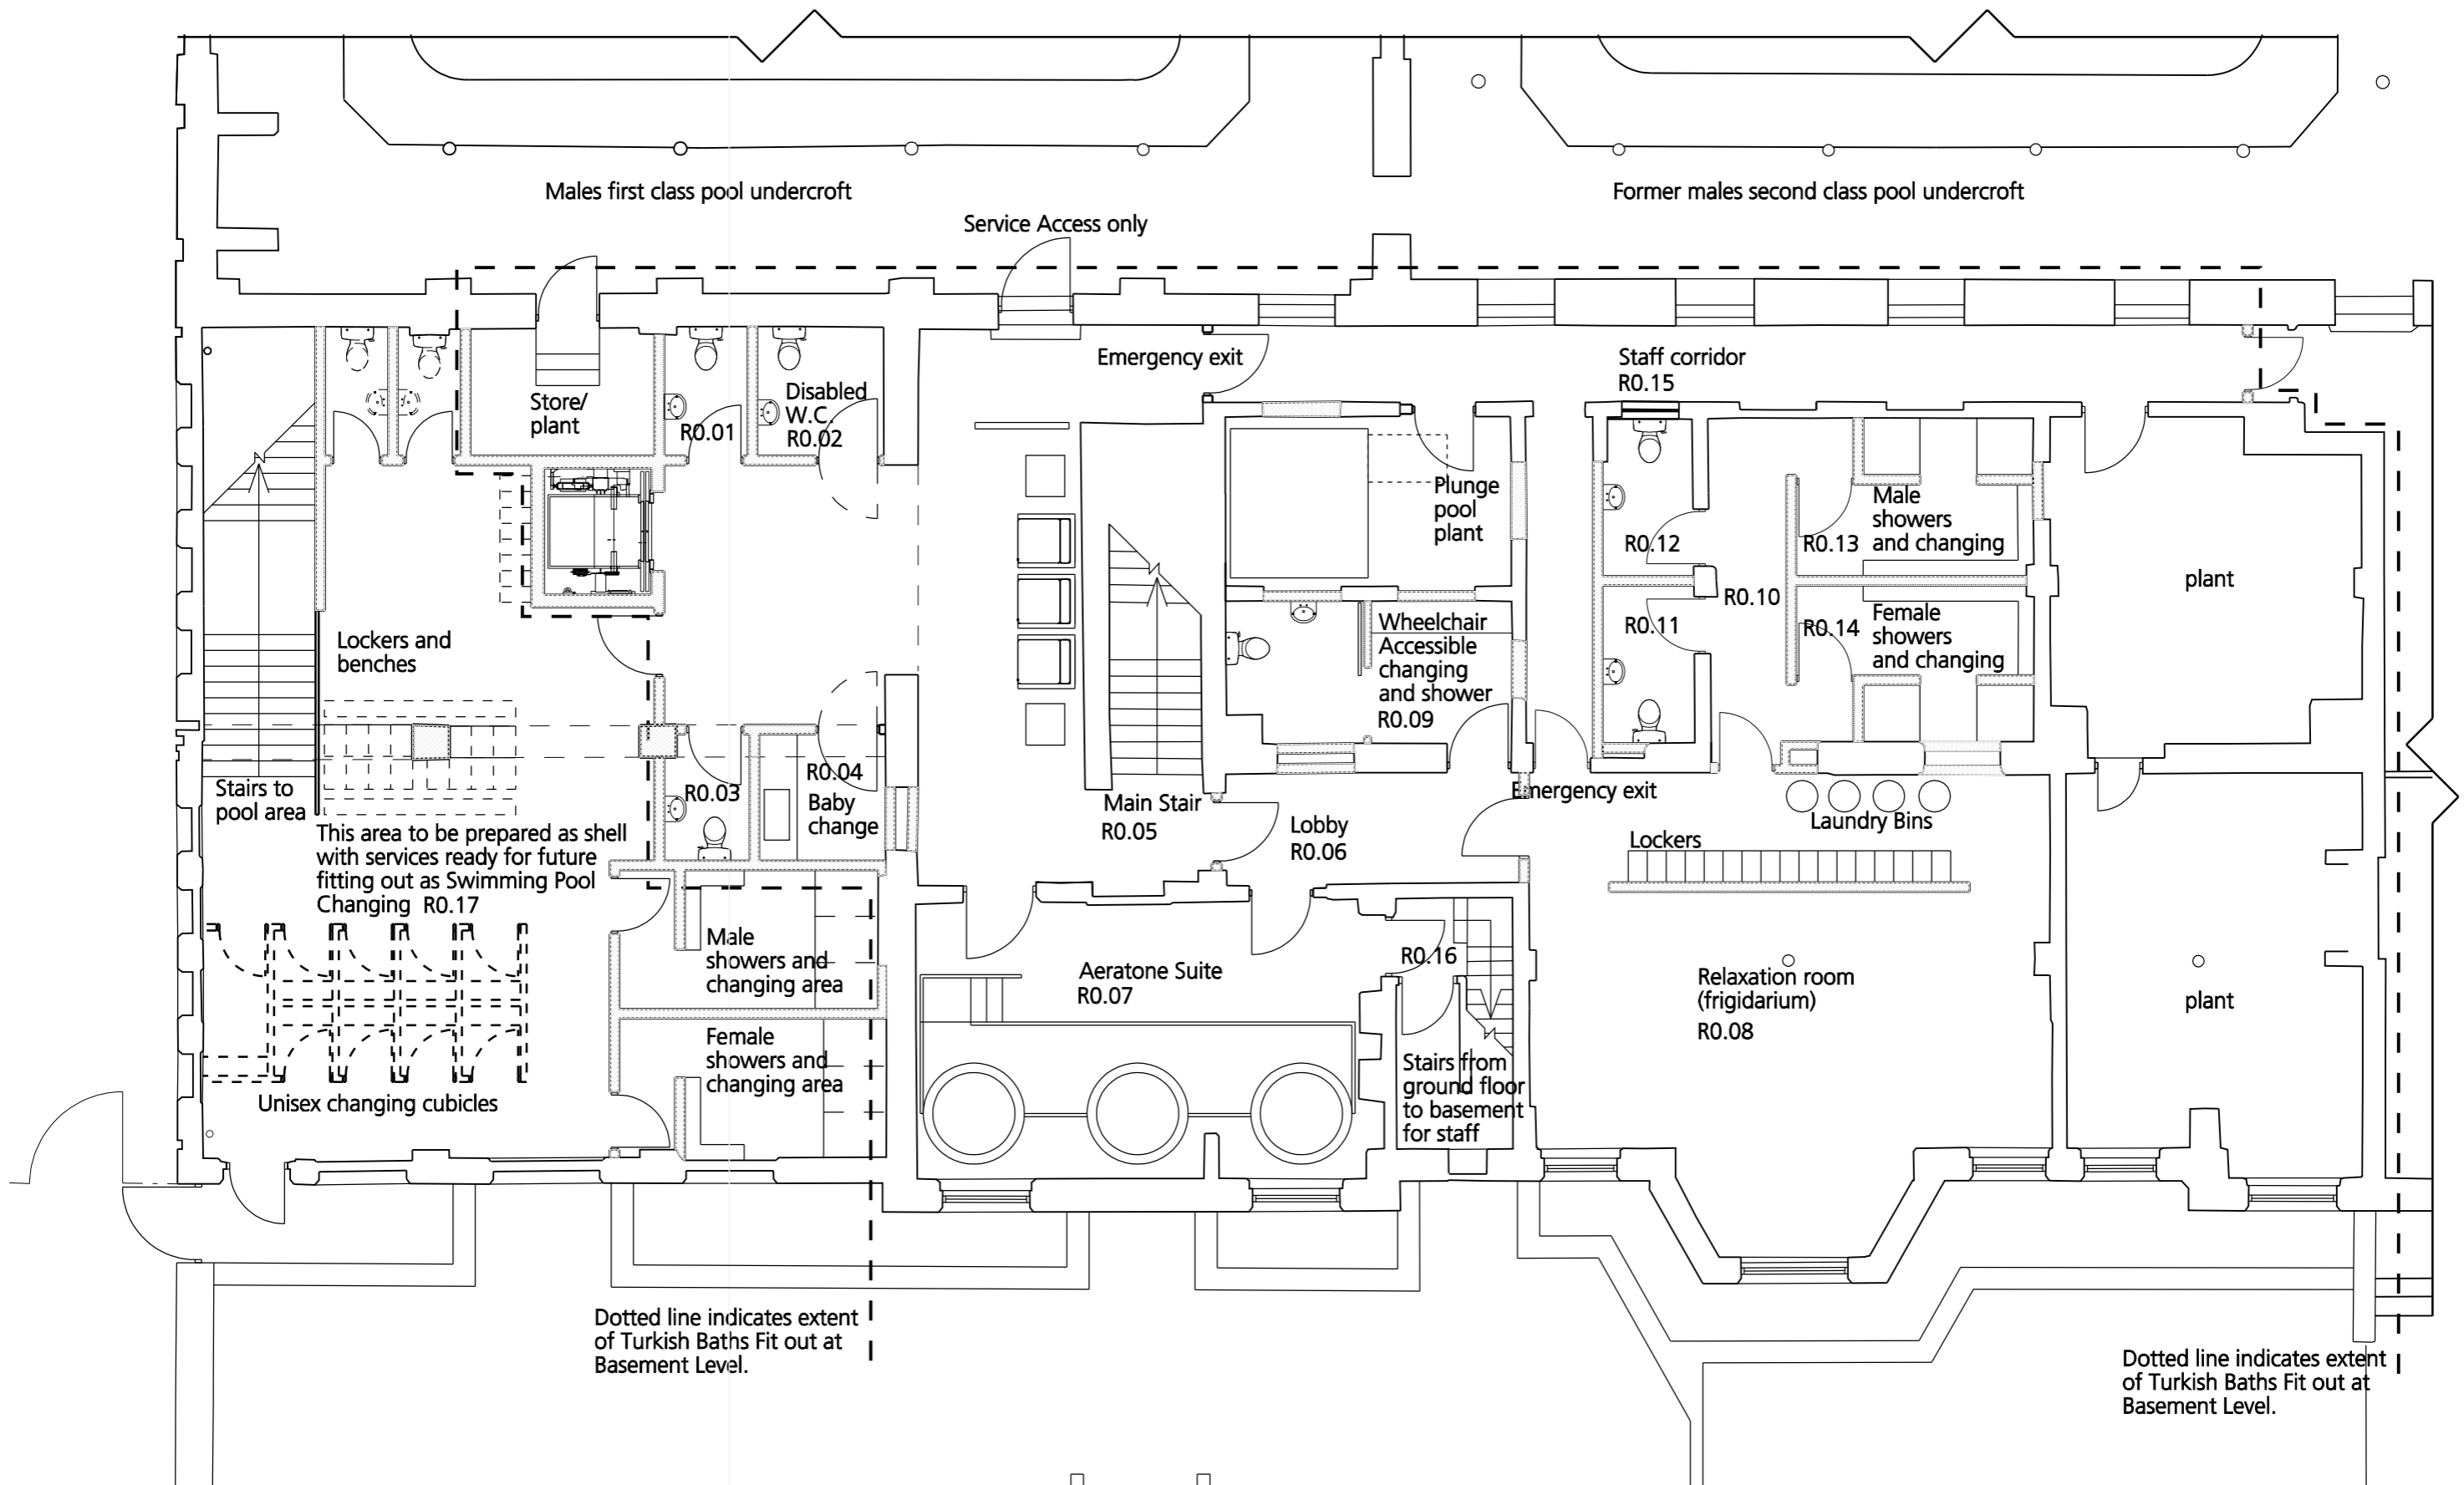 Males first class pool undercroft
Former males second class pool undercroft
Service Access only
Emergency exit
Staff corridor
R0.15
Store/
plant
R0.01
Disabled
W.C.
R0.02
Plunge
pool
plant
R0.12
R0.13
Male
showers
and changing
plant
R0.10
Lockers and
benches
Wheelchair
Accessible
changing
and shower
R0.09
R0.11
R0.14
Female
showers
and changing
Stairs to
pool area
R0.03
R0.04
Baby
change
Main Stair
R0.05
Lobby
R0.06
Emergency exit
Laundry Bins
Lockers
This area to be prepared as shell
with services ready for future
fitting out as Swimming Pool
Changing R0.17
Male
showers and
changing area
Aeratone Suite
R0.07
R0.16
Relaxation room
(frigidarium)
R0.08
plant
Female
showers and
changing area
Stairs from
ground floor
to basement
for staff
Unisex changing cubicles
Dotted line indicates extent
of Turkish Baths Fit out at
Basement Level.
Dotted line indicates extent
of Turkish Baths Fit out at
Basement Level.